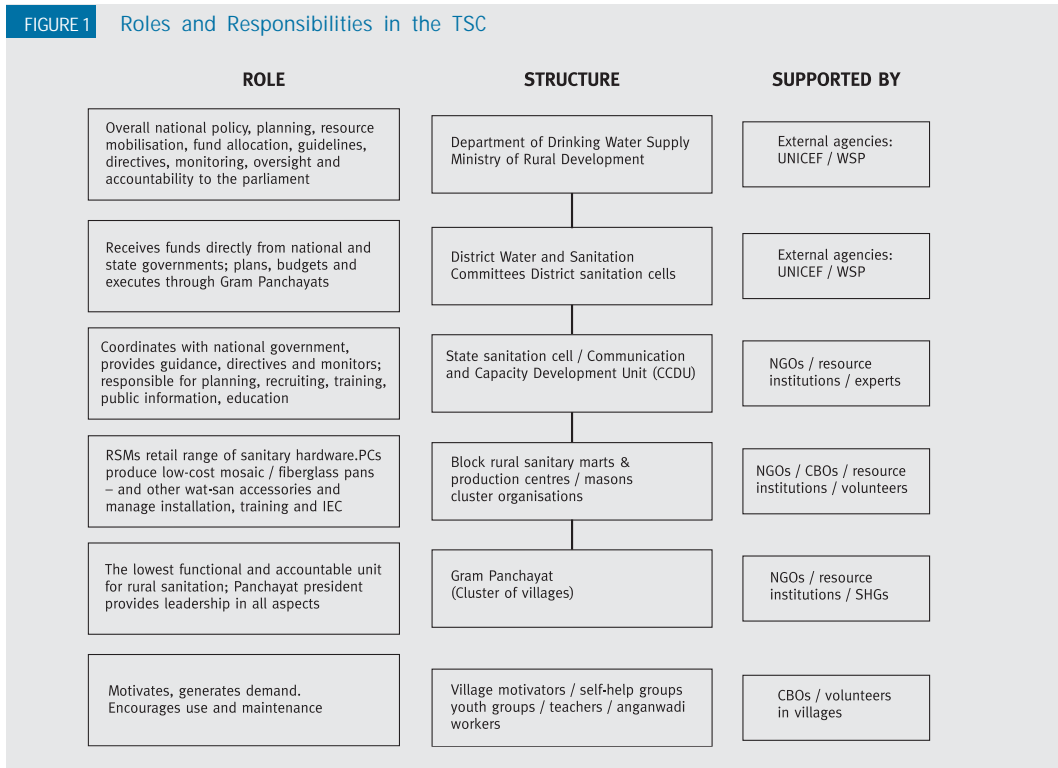 FIGURE 1 Roles and Responsibilities in the TSC
ROLE
STRUCTURE
SUPPORTED BY
Overall national policy, planning, resource
mobilisation, fund allocation, guidelines,
directives, monitoring, oversight and
accountability to the parliament
Department of Drinking Water Supply
Ministry of Rural Development
External agencies:
UNICEF / WSP
Receives funds directly from national and
state governments; plans, budgets and
executes through Gram Panchayats
District Water and Sanitation
Committees District sanitation cells
External agencies:
UNICEF / WSP
Coordinates with national government,
provides guidance, directives and monitors;
responsible for planning, recruiting, training,
public information, education
State sanitation cell / Communication
and Capacity Development Unit (CCDU)
NGOs / resource
institutions / experts
RSMs retail range of sanitary hardware.PCs
produce low-cost mosaic / fiberglass pans
– and other wat-san accessories and
manage installation, training and IEC
Block rural sanitary marts &
production centres / masons
cluster organisations
NGOs / CBOs / resource
institutions / volunteers
The lowest functional and accountable unit
for rural sanitation; Panchayat president
provides leadership in all aspects
Gram Panchayat
(Cluster of villages)
NGOs / resource
institutions / SHGs
Motivates, generates demand.
Encourages use and maintenance
Village motivators / self-help groups
youth groups / teachers / anganwadi
workers
CBOs / volunteers
in villages